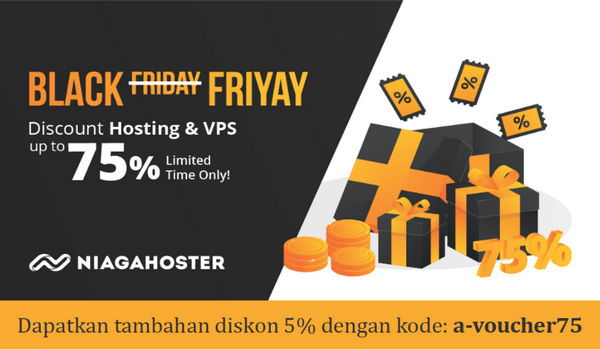 BLACK FRIDAY FRIYAY
Discount Hosting & VPS
up to 75% Limited
Time Only!
NIAGAHOSTER
%
%
%
75%
Dapatkan tambahan diskon 5% dengan kode: a-voucher75